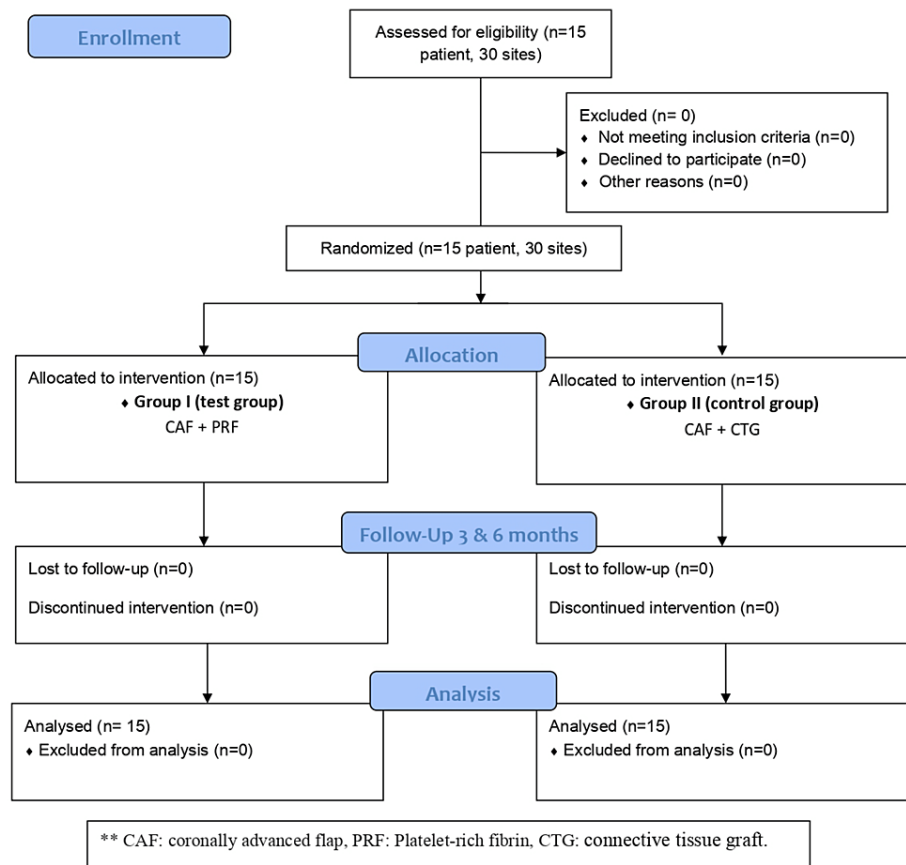 Enrollment
Assessed for eligibility (n=15
patient, 30 sites)
Excluded (n= 0)
♦ Not meeting inclusion criteria (n=0)
♦ Declined to participate (n=0)
♦ Other reasons (n=0)
Randomized (n=15 patient, 30 sites)
Allocation
Allocated to intervention (n=15)
♦ Group I (test group)
CAF + PRF
Allocated to intervention (n=15)
♦ Group II (control group)
CAF + CTG
Follow-Up 3 & 6 months
Lost to follow-up (n=0)
Discontinued intervention (n=0)
Lost to follow-up (n=0)
Discontinued intervention (n=0)
Analysis
Analysed (n= 15)
♦ Excluded from analysis (n=0)
Analysed (n=15)
♦ Excluded from analysis (n=0)
** CAF: coronally advanced flap, PRF: Platelet-rich fibrin, CTG: connective tissue graft.